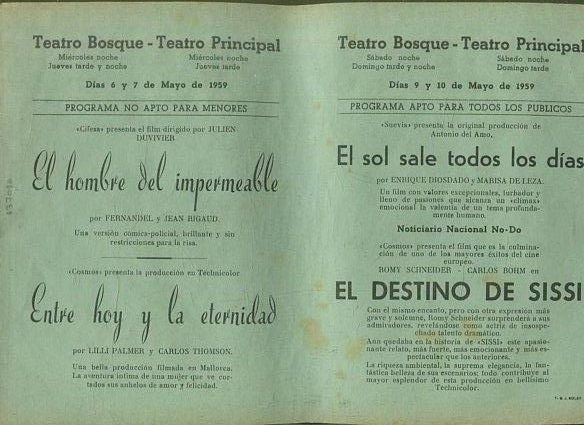 Teatro Bosque - Teatro Principal
Miércoles noche Miércoles noche
Jueves tarde y noche Jueves tarde
Días 6 y 7 de Mayo de 1959
PROGRAMA NO APTO PARA MENORES
«Cifesa» presenta el film dirigido por JULIEN
DUVIVIER
El hombre del impermeable
por FERNANDEL y JEAN RIGAUD.
Una versión cómica-policial, brillante y sin
restricciones para la risa.
«Cosmos» presenta la producción en Technicolor
Entre hoy y la eternidad
por LILLI PALMER y CARLOS THOMSON.
Una bella producción filmada en Mallorca.
La aventura íntima de una mujer que ve cor-
tados sus anhelos de amor y felicidad.
Teatro Bosque - Teatro Principal
Sábado noche Sábado noche
Domingo tarde y noche Domingo tarde
Días 9 y 10 de Mayo de 1959
PROGRAMA APTO PARA TODOS LOS PUBLICOS
«Suevia» presenta la original producción de
Antonio del Amo,
El sol sale todos los días
por ENRIQUE DIOSDADO y MARISA DE LEZA.
Un film con valores excepcionales, luchador y
lleno de pasiones que alcanza un «clímax»
emocional la valentía de un tema profunda-
mente humano.
Noticiario Nacional No-Do
«Cosmos» presenta el film que es la culmina-
ción de uno de los mayores éxitos del cine
europeo.
ROMY SCHNEIDER - CARLOS BOHM en
EL DESTINO DE SISSI
Con el mismo encanto, pero con otra expresión más
grave y solemne, Romy Schneider sorprenderá a sus
admiradores, revelándose como actriz de insospe-
chado talento dramático.
Aún quedaba en la historia de «SISSI» este apasio-
nante relato, más fuerte, más emocionante y más es-
pectacular que los anteriores.
La riqueza ambiental, la suprema elegancia, la fan-
tástica belleza de sus escenarios; todo contribuye al
mayor esplendor de esta producción en bellísimo
Technicolor.